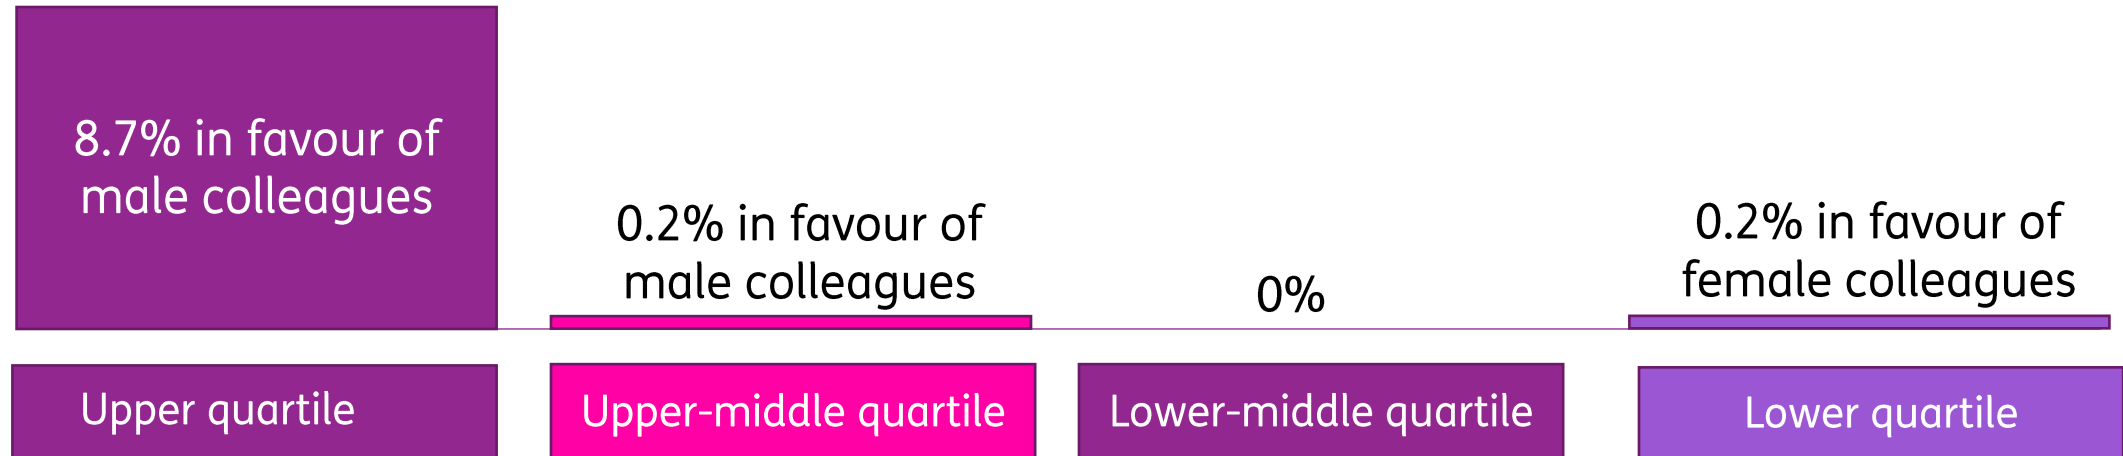 8.7% in favour of
male colleagues
0.2% in favour of
male colleagues
0%
0.2% in favour of
female colleagues
Upper quartile
Upper-middle quartile
Lower-middle quartile
Lower quartile